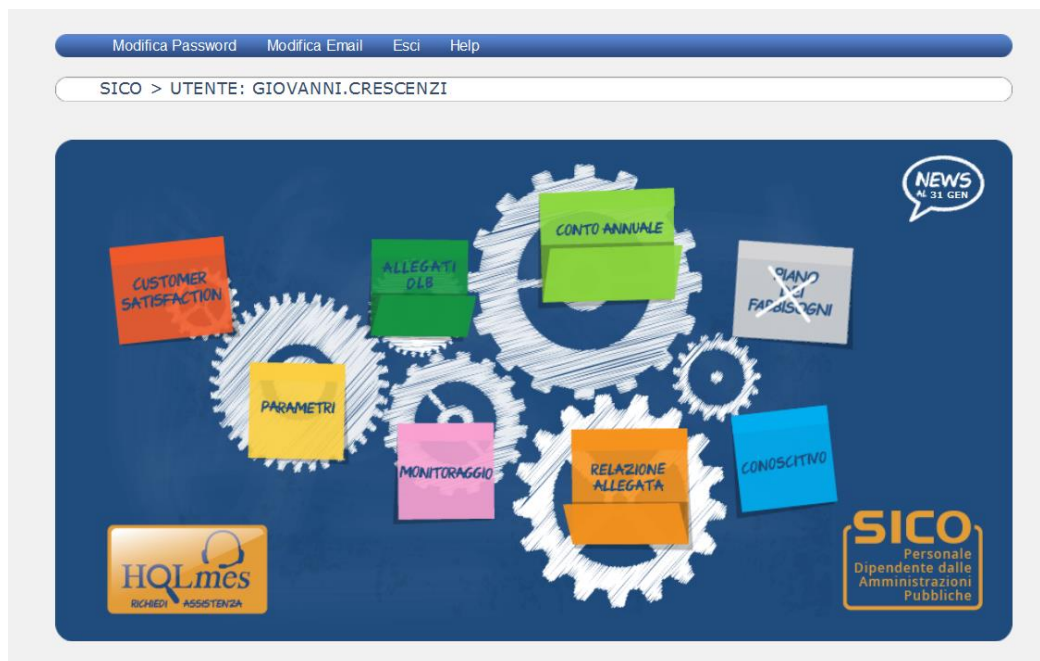 Modifica Password Modifica Email Esci Help
SICO > UTENTE: GIOVANNI.CRESCENZI
NEWS
AL 31 GEN
CONTO ANNUALE
CUSTOMER
SATISFACTION
ALLEGATI
DLB
PIANO
DEI
FABBISOGNI
PARAMETRI
MONITORAGGIO
RELAZIONE
ALLEGATA
CONOSCITIVO
HQLmes
RICHIEDI ASSISTENZA
SICO
Personale
Dipendente dalle
Amministrazioni
Pubbliche